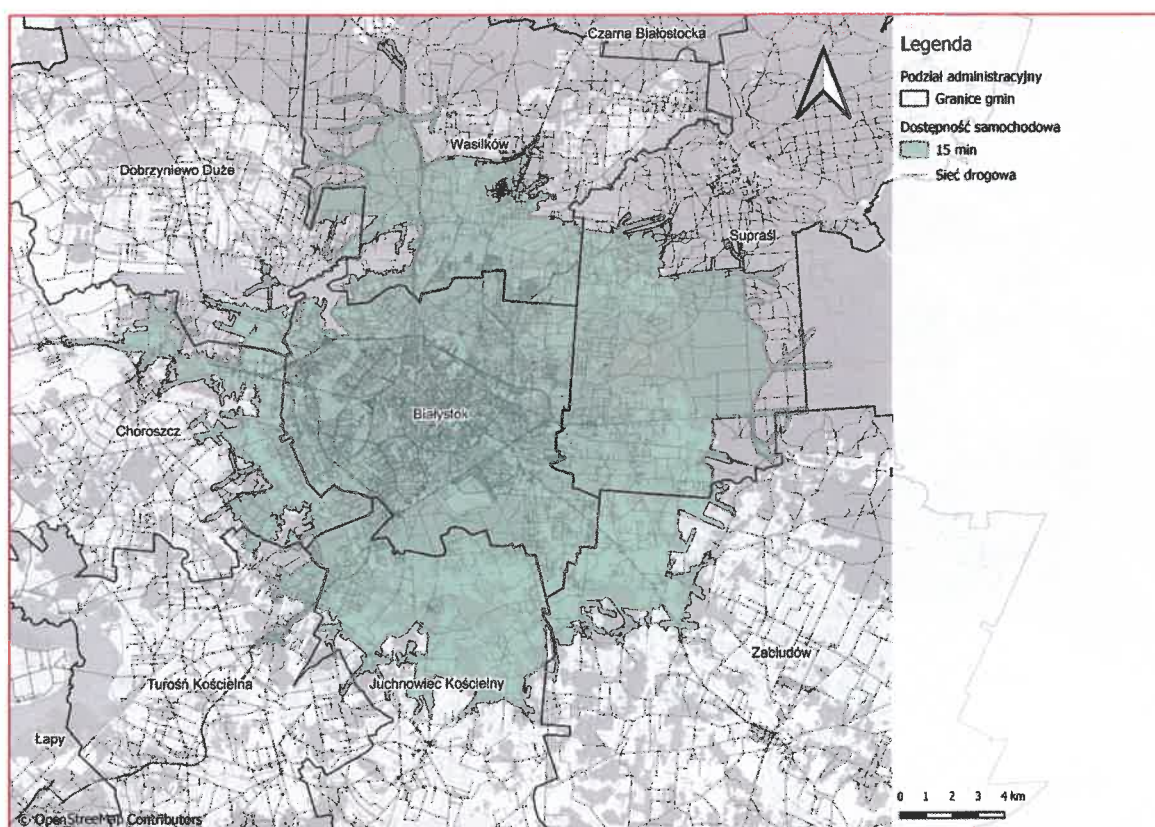 Czarna Białostocka
Wasilków
Dobrzyniewo Duże
Supraśl
Białystok
Choroszcz
Zabłudów
Turośń Kościelna
Juchnowiec Kościelny
Łapy
© OpenStreetMap Contributors
Legenda
Podział administracyjny
Granice gmin
Dostępność samochodowa
15 min
Sieć drogowa
0 1 2 3 4 km